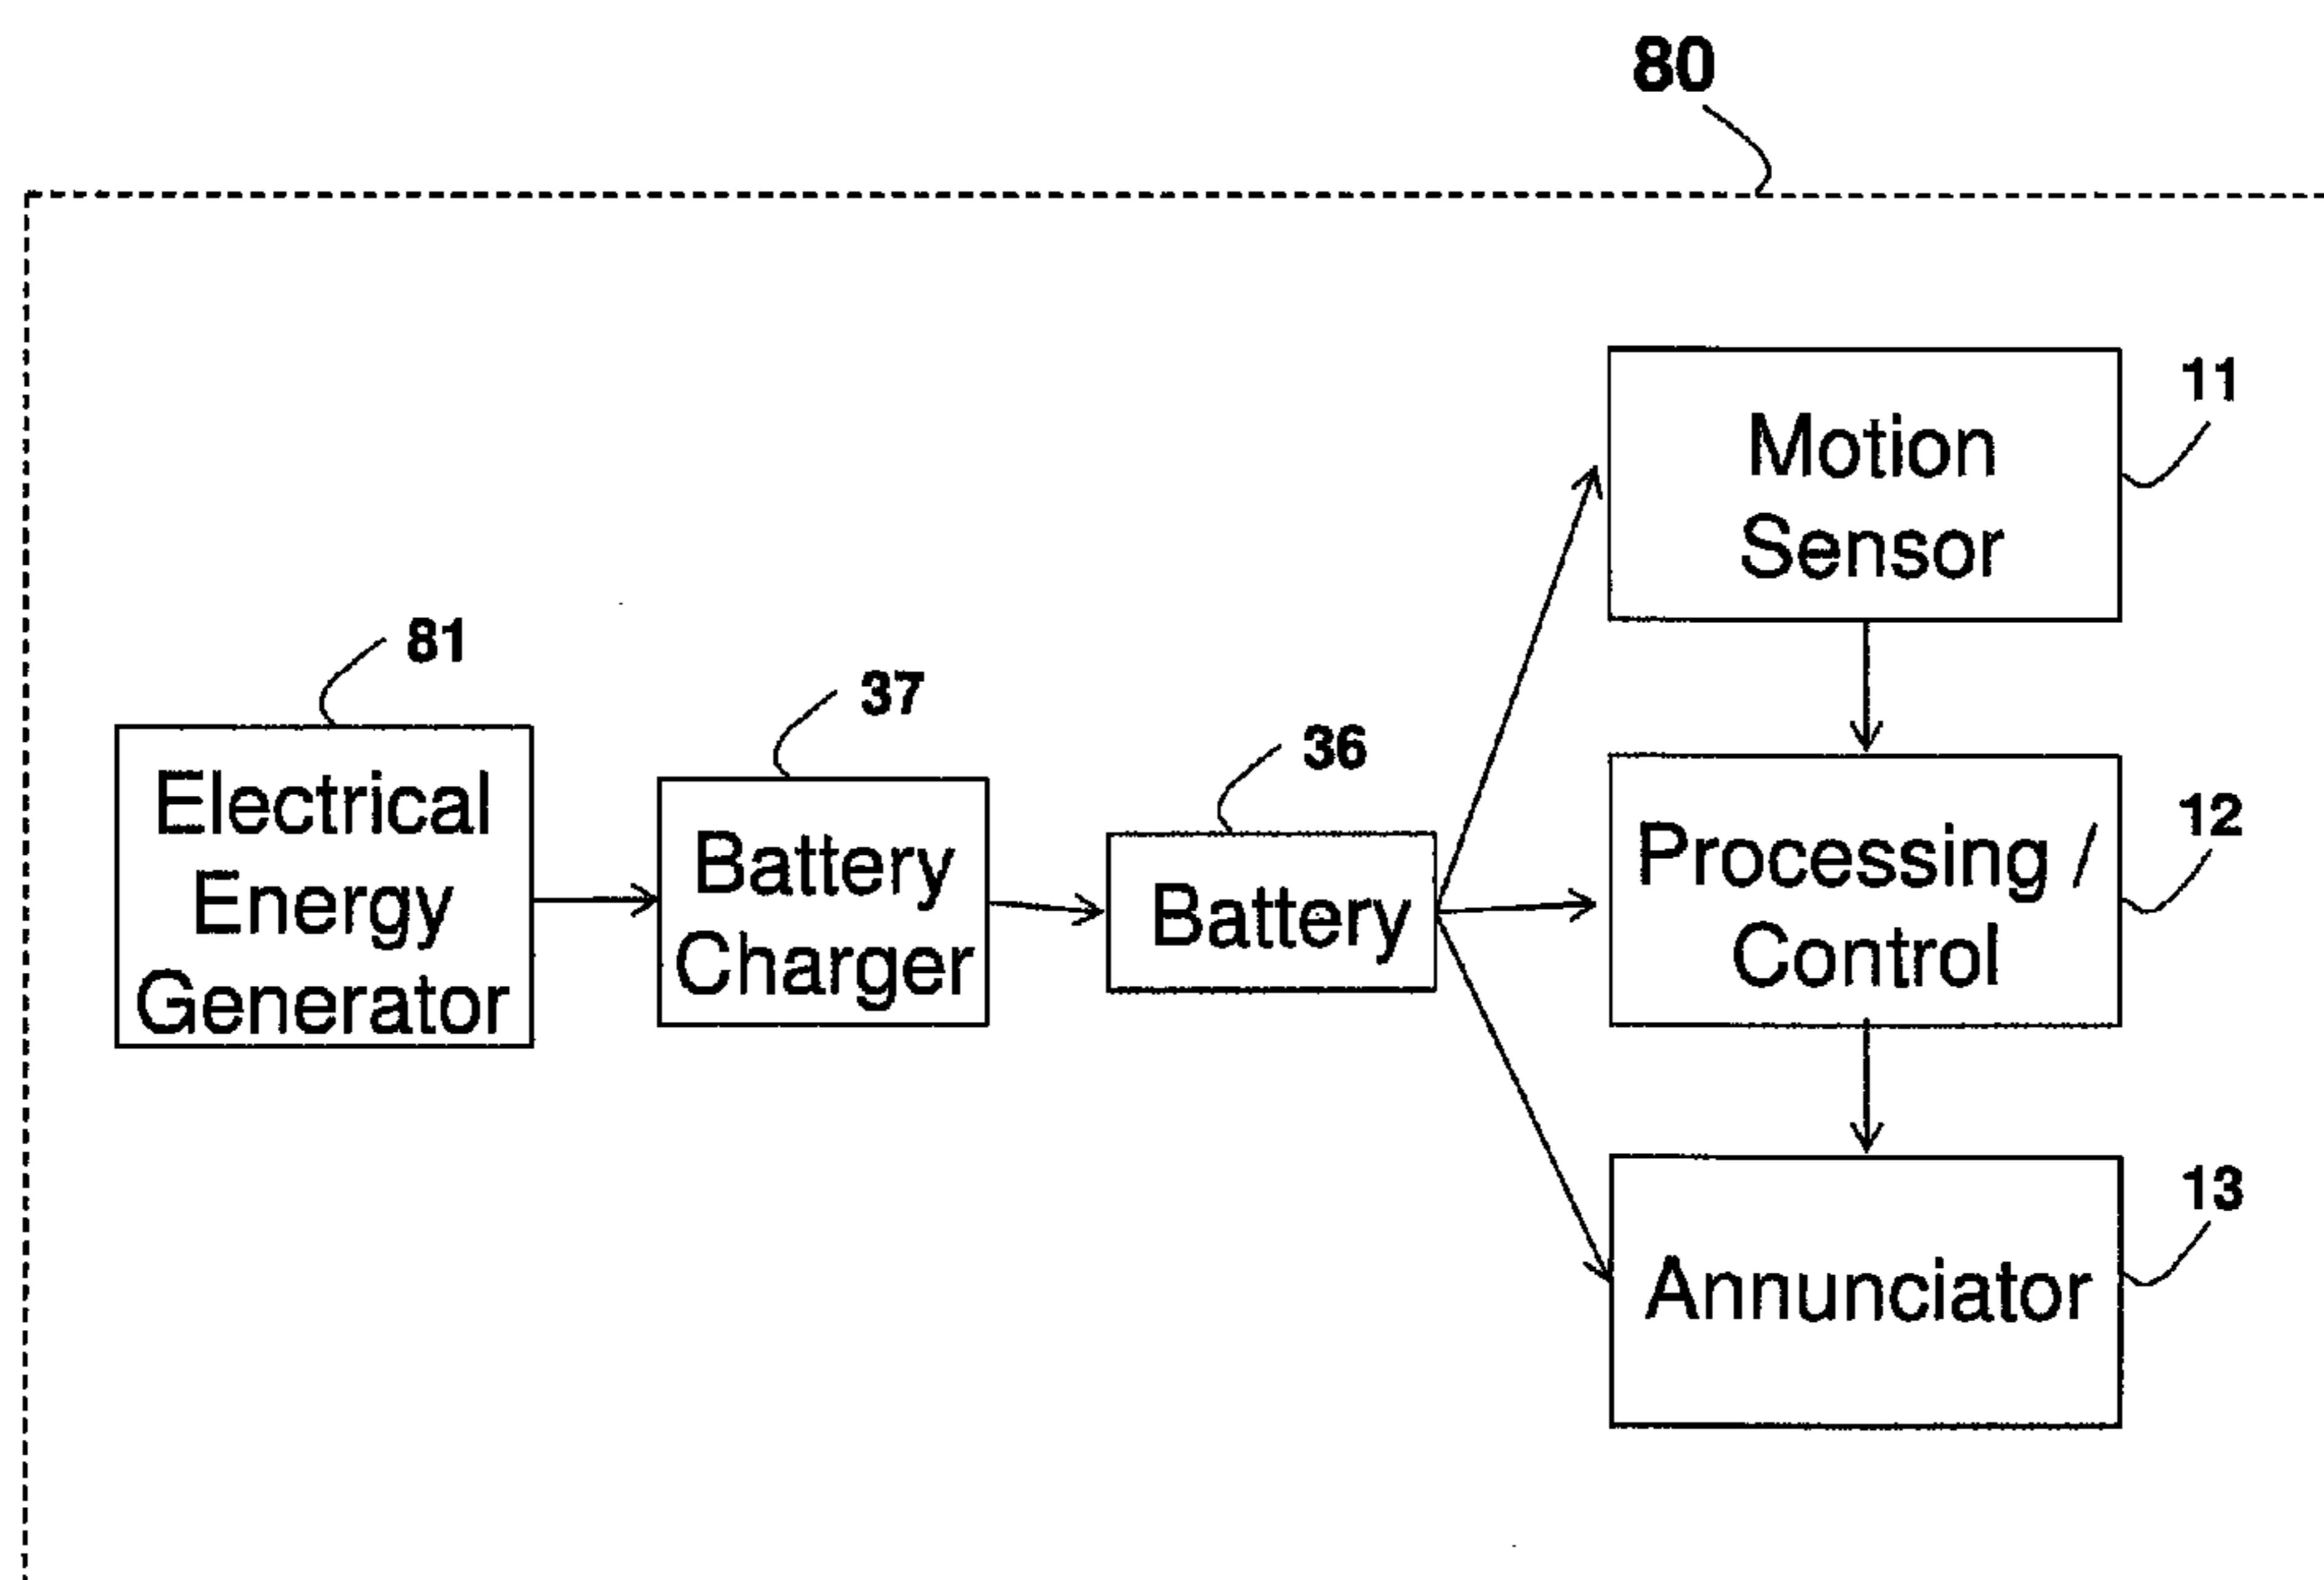 80
11
Motion
Sensor
81
37
36
Electrical
Energy
Generator
Battery
Charger
Battery
12
Processing /
Control
13
Annunciator